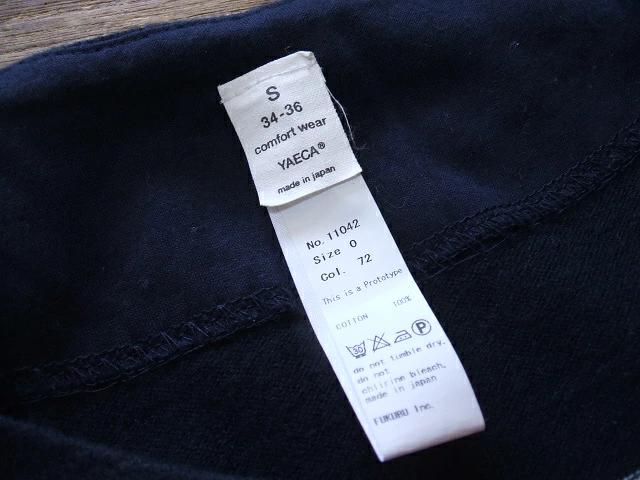 S
34-36
comfort wear
YAECA®
made in japan
No. 11042
Size 0
Col. 72
This is a Prototype
COTTON 100%
30 P
do not tumble dry.
do not
chlirine bleach.
made in japan
FUKURU Inc.